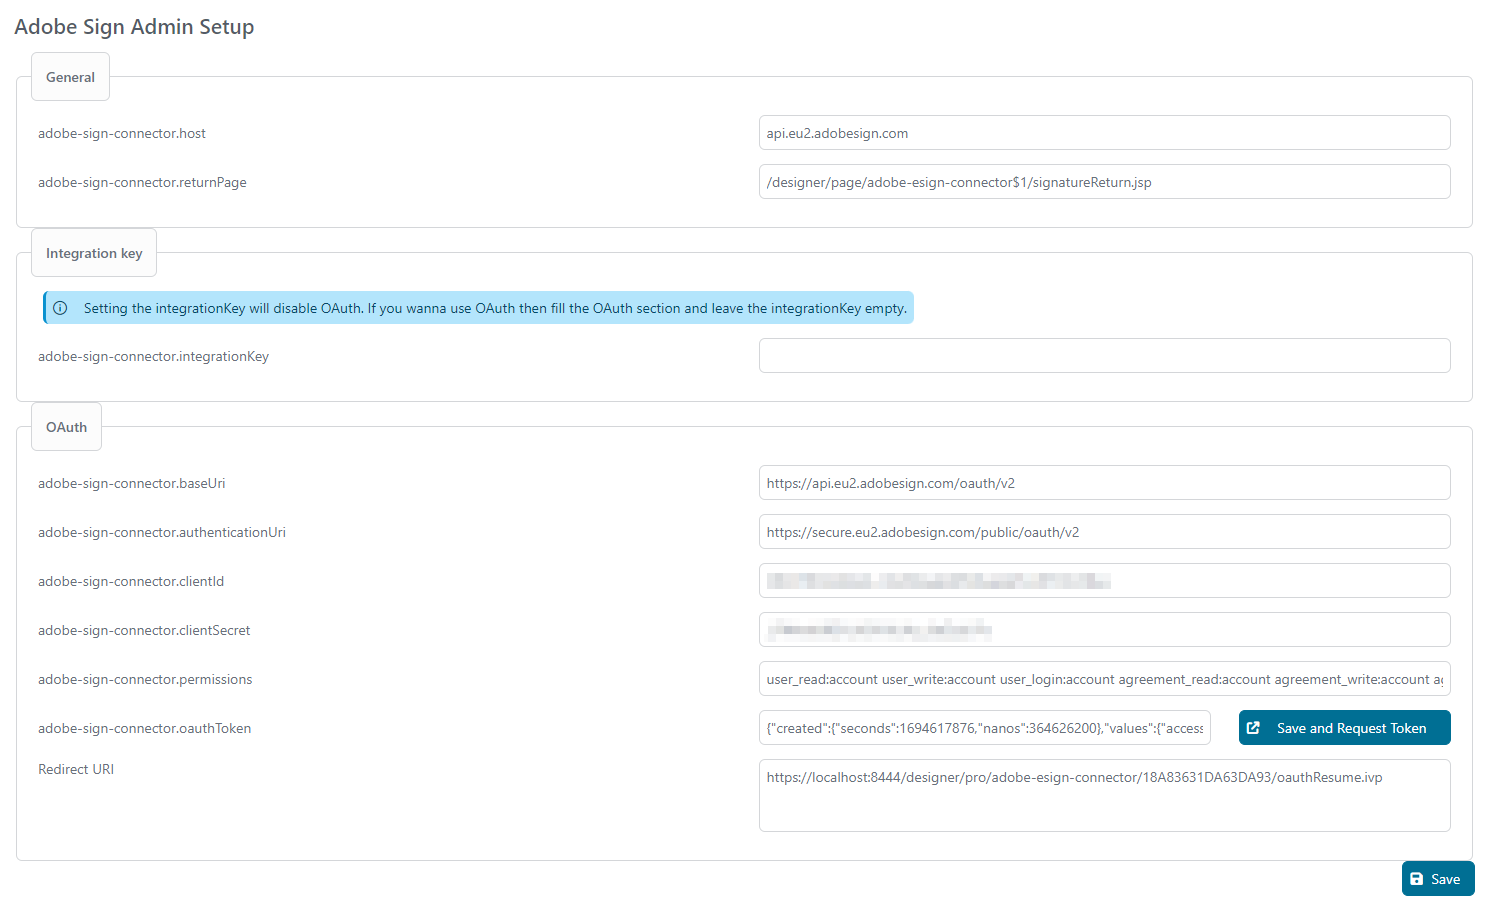 Adobe Sign Admin Setup
General
adobe-sign-connector.host
api.eu2.adobesign.com
adobe-sign-connector.returnPage
/designer/page/adobe-esign-connector$1/signatureReturn.jsp
Integration key
Setting the integrationKey will disable OAuth. If you wanna use OAuth then fill the OAuth section and leave the integrationKey empty.
adobe-sign-connector.integrationKey
OAuth
adobe-sign-connector.baseUri
https://api.eu2.adobesign.com/oauth/v2
adobe-sign-connector.authenticationUri
https://secure.eu2.adobesign.com/public/oauth/v2
adobe-sign-connector.clientId
adobe-sign-connector.clientSecret
adobe-sign-connector.permissions
user_read:account user_write:account user_login:account agreement_read:account agreement_write:account
adobe-sign-connector.oauthToken
{"created":{"seconds":1694617876,"nanos":364626200},"values":{"access
Save and Request Token
Redirect URI
https://localhost:8444/designer/pro/adobe-esign-connector/18A83631DA63DA93/oauthResume.ivp
Save